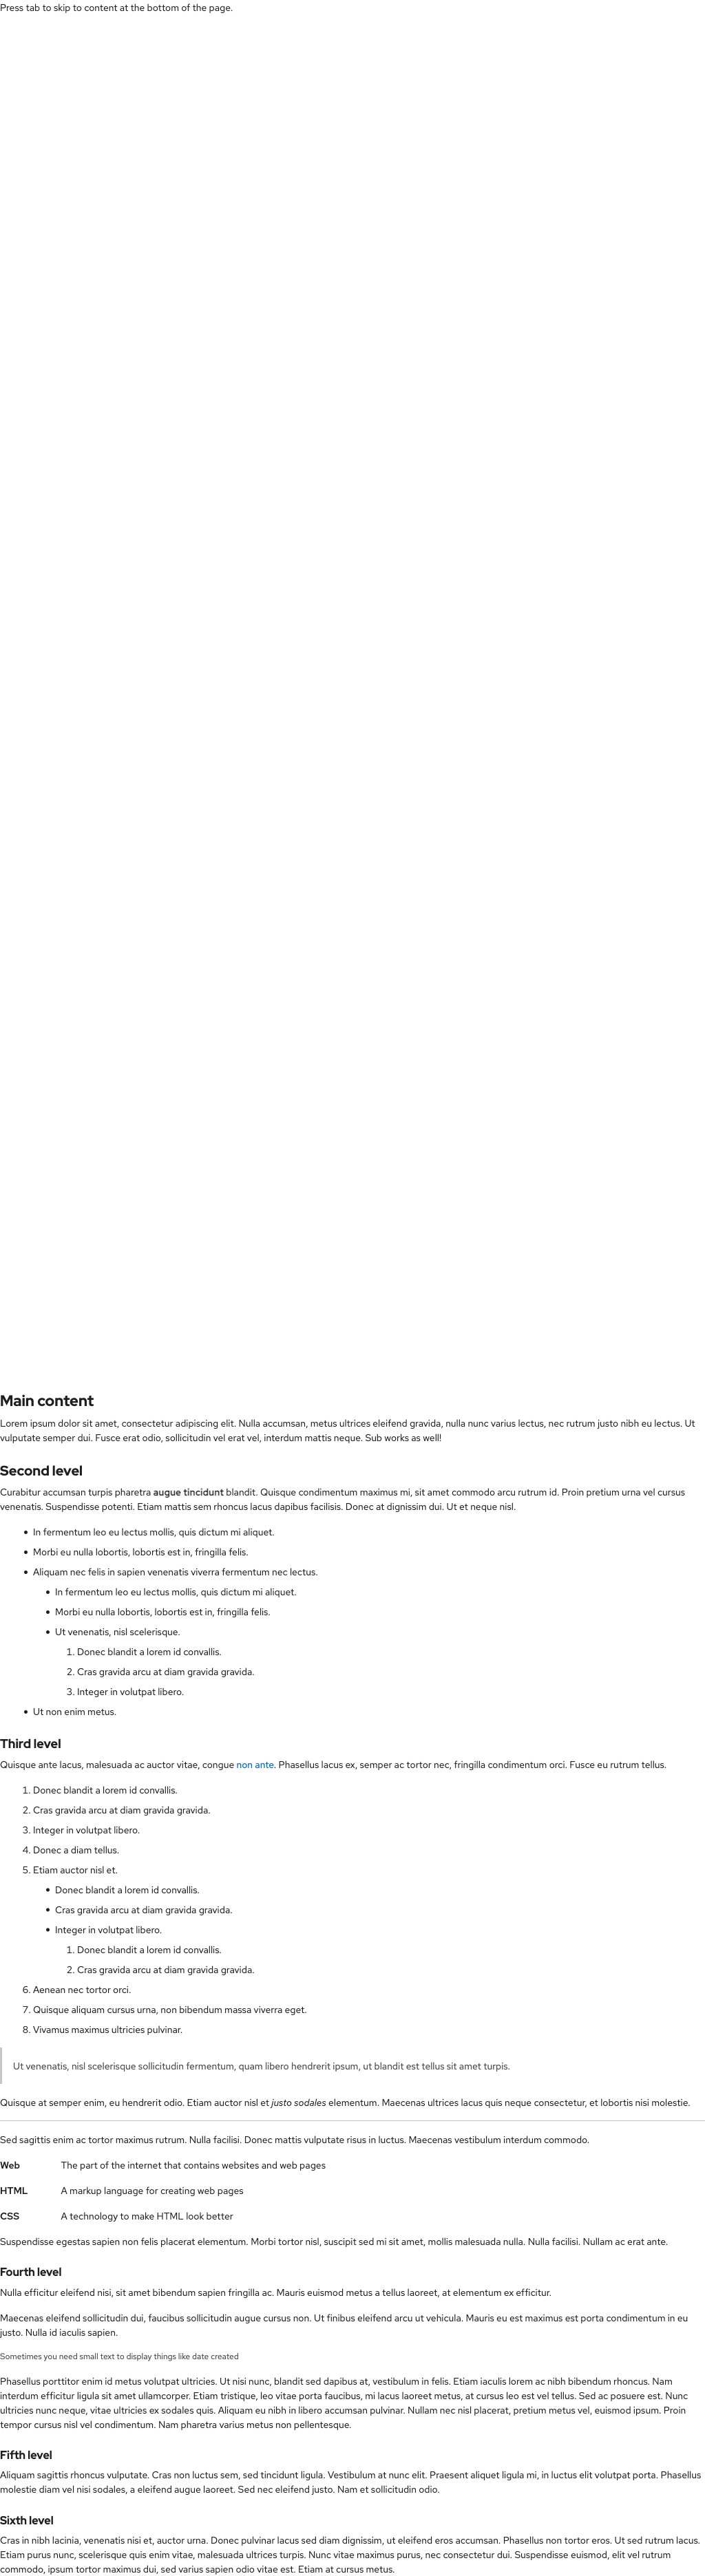 Press tab to skip to content at the bottom of the page.
Main content
Lorem ipsum dolor sit amet, consectetur adipiscing elit. Nulla accumsan, metus ultrices eleifend gravida, nulla nunc varius lectus, nec rutrum justo nibh eu lectus. Ut
vulputate semper dui. Fusce erat odio, sollicitudin vel erat vel, interdum mattis neque. Sub works as well!
Second level
Curabitur accumsan turpis pharetra augue tincidunt blandit. Quisque condimentum maximus mi, sit amet commodo arcu rutrum id. Proin pretium urna vel cursus
venenatis. Suspendisse potenti. Etiam mattis sem rhoncus lacus dapibus facilisis. Donec at dignissim dui. Ut et neque nisl.
• In fermentum leo eu lectus mollis, quis dictum mi aliquet.
• Morbi eu nulla lobortis, lobortis est in, fringilla felis.
• Aliquam nec felis in sapien venenatis viverra fermentum nec lectus.
• In fermentum leo eu lectus mollis, quis dictum mi aliquet.
• Morbi eu nulla lobortis, lobortis est in, fringilla felis.
• Ut venenatis, nisl scelerisque.
1. Donec blandit a lorem id convallis.
2. Cras gravida arcu at diam gravida gravida.
3. Integer in volutpat libero.
• Ut non enim metus.
Third level
Quisque ante lacus, malesuada ac auctor vitae, congue non ante. Phasellus lacus ex, semper ac tortor nec, fringilla condimentum orci. Fusce eu rutrum tellus.
1. Donec blandit a lorem id convallis.
2. Cras gravida arcu at diam gravida gravida.
3. Integer in volutpat libero.
4. Donec a diam tellus.
5. Etiam auctor nisl et.
• Donec blandit a lorem id convallis.
• Cras gravida arcu at diam gravida gravida.
• Integer in volutpat libero.
1. Donec blandit a lorem id convallis.
2. Cras gravida arcu at diam gravida gravida.
6. Aenean nec tortor orci.
7. Quisque aliquam cursus urna, non bibendum massa viverra eget.
8. Vivamus maximus ultricies pulvinar.
Ut venenatis, nisl scelerisque sollicitudin fermentum, quam libero hendrerit ipsum, ut blandit est tellus sit amet turpis.
Quisque at semper enim, eu hendrerit odio. Etiam auctor nisl et justo sodales elementum. Maecenas ultrices lacus quis neque consectetur, et lobortis nisi molestie.
Sed sagittis enim ac tortor maximus rutrum. Nulla facilisi. Donec mattis vulputate risus in luctus. Maecenas vestibulum interdum commodo.
Web The part of the internet that contains websites and web pages
HTML A markup language for creating web pages
CSS A technology to make HTML look better
Suspendisse egestas sapien non felis placerat elementum. Morbi tortor nisl, suscipit sed mi sit amet, mollis malesuada nulla. Nulla facilisi. Nullam ac erat ante.
Fourth level
Nulla efficitur eleifend nisi, sit amet bibendum sapien fringilla ac. Mauris euismod metus a tellus laoreet, at elementum ex efficitur.
Maecenas eleifend sollicitudin dui, faucibus sollicitudin augue cursus non. Ut finibus eleifend arcu ut vehicula. Mauris eu est maximus est porta condimentum in eu
justo. Nulla id iaculis sapien.
Sometimes you need small text to display things like date created
Phasellus porttitor enim id metus volutpat ultricies. Ut nisi nunc, blandit sed dapibus at, vestibulum in felis. Etiam iaculis lorem ac nibh bibendum rhoncus. Nam
interdum efficitur ligula sit amet ullamcorper. Etiam tristique, leo vitae porta faucibus, mi lacus laoreet metus, at cursus leo est vel tellus. Sed ac posuere est. Nunc
ultricies nunc neque, vitae ultricies ex sodales quis. Aliquam eu nibh in libero accumsan pulvinar. Nullam nec nisl placerat, pretium metus vel, euismod ipsum. Proin
tempor cursus nisl vel condimentum. Nam pharetra varius metus non pellentesque.
Fifth level
Aliquam sagittis rhoncus vulputate. Cras non luctus sem, sed tincidunt ligula. Vestibulum at nunc elit. Praesent aliquet ligula mi, in luctus elit volutpat porta. Phasellus
molestie diam vel nisi sodales, a eleifend augue laoreet. Sed nec eleifend justo. Nam et sollicitudin odio.
Sixth level
Cras in nibh lacinia, venenatis nisi et, auctor urna. Donec pulvinar lacus sed diam dignissim, ut eleifend eros accumsan. Phasellus non tortor eros. Ut sed rutrum lacus.
Etiam purus nunc, scelerisque quis enim vitae, malesuada ultrices turpis. Nunc vitae maximus purus, nec consectetur dui. Suspendisse euismod, elit vel rutrum
commodo, ipsum tortor maximus dui, sed varius sapien odio vitae est. Etiam at cursus metus.